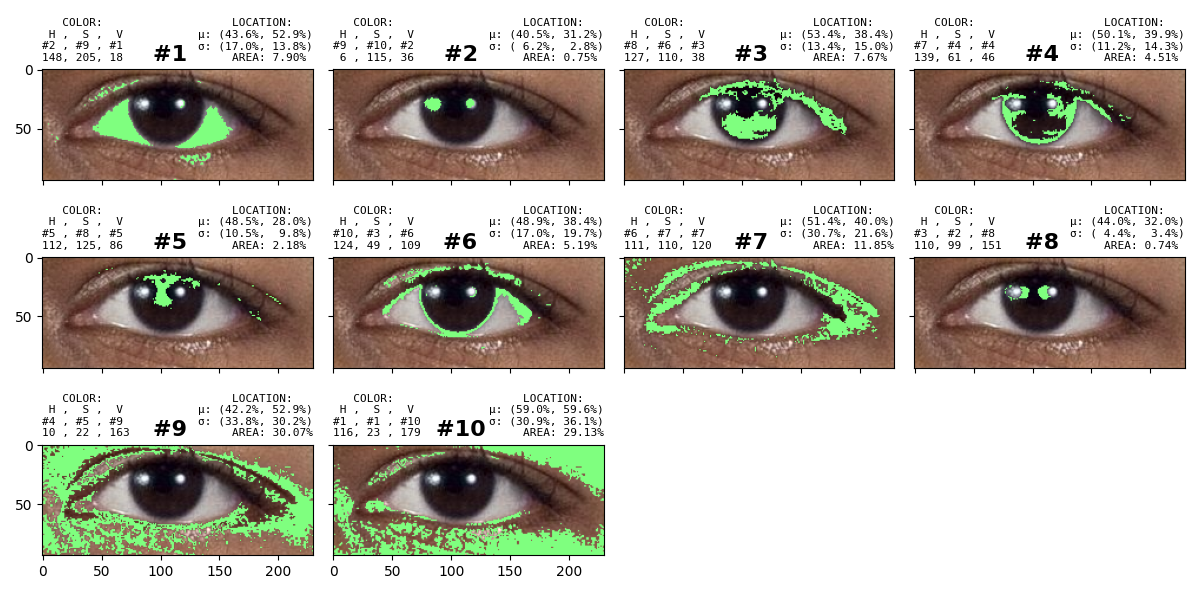 COLOR: LOCATION:
H , S , V μ: (43.6%, 52.9%)
#2 , #9 , #1 #1 σ: (17.0%, 13.8%)
148, 205, 18 AREA: 7.90%
COLOR: LOCATION:
H , S , V μ: (40.5%, 31.2%)
#9 , #10, #2 #2 σ: ( 6.2%, 2.8%)
6 , 115, 36 AREA: 0.75%
COLOR: LOCATION:
H , S , V μ: (53.4%, 38.4%)
#8 , #6 , #3 #3 σ: (13.4%, 15.0%)
127, 110, 38 AREA: 7.67%
COLOR: LOCATION:
H , S , V μ: (50.1%, 39.9%)
#7 , #4 , #4 #4 σ: (11.2%, 14.3%)
139, 61 , 46 AREA: 4.51%
0
50
COLOR: LOCATION:
H , S , V μ: (48.5%, 28.0%)
#5 , #8 , #5 #5 σ: (10.5%, 9.8%)
112, 125, 86 AREA: 2.18%
COLOR: LOCATION:
H , S , V μ: (48.9%, 38.4%)
#10, #3 , #6 #6 σ: (17.0%, 19.7%)
124, 49 , 109 AREA: 5.19%
COLOR: LOCATION:
H , S , V μ: (51.4%, 40.0%)
#6 , #7 , #7 #7 σ: (30.7%, 21.6%)
111, 110, 120 AREA: 11.85%
COLOR: LOCATION:
H , S , V μ: (44.0%, 32.0%)
#3 , #2 , #8 #8 σ: ( 4.4%, 3.4%)
110, 99 , 151 AREA: 0.74%
0
50
COLOR: LOCATION:
H , S , V μ: (42.2%, 52.9%)
#4 , #5 , #9 #9 σ: (33.8%, 30.2%)
10 , 22 , 163 AREA: 30.07%
COLOR: LOCATION:
H , S , V μ: (59.0%, 59.6%)
#1 , #1 , #10 #10 σ: (30.9%, 36.1%)
116, 23 , 179 AREA: 29.13%
0
50
0 50 100 150 200
0 50 100 150 200